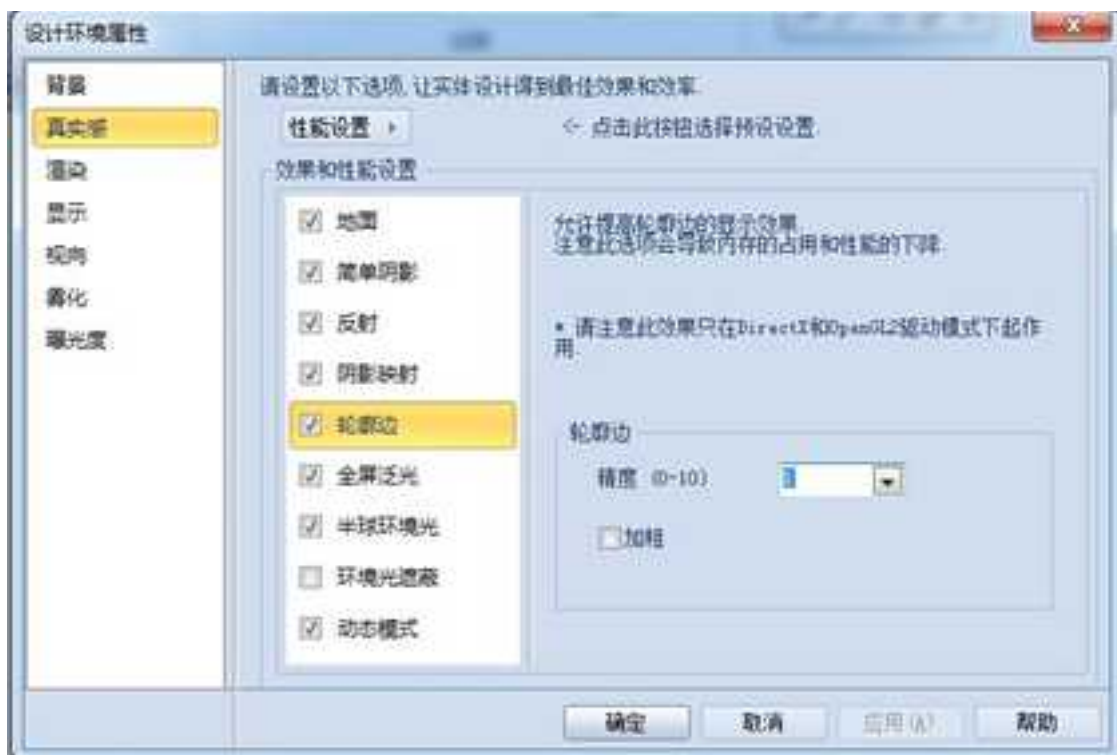 设计环境属性
背景
真实感
渲染
显示
视向
雾化
曝光度
请设置以下选项, 让实体设计得到最佳效果和效率.
性能设置
<- 点击此按钮选择预设设置.
效果和性能设置
地面
简单阴影
反射
阴影映射
轮廓边
全屏泛光
半球环境光
环境光遮蔽
动态模式
允许提高轮廓边的显示效果.
注意此选项会导致内存的占用和性能的下降.
* 请注意此效果只在DirectX和OpenGL2驱动模式下起作
用.
轮廓边
精度 (0-10)
加粗
确定
取消
应用(A)
帮助